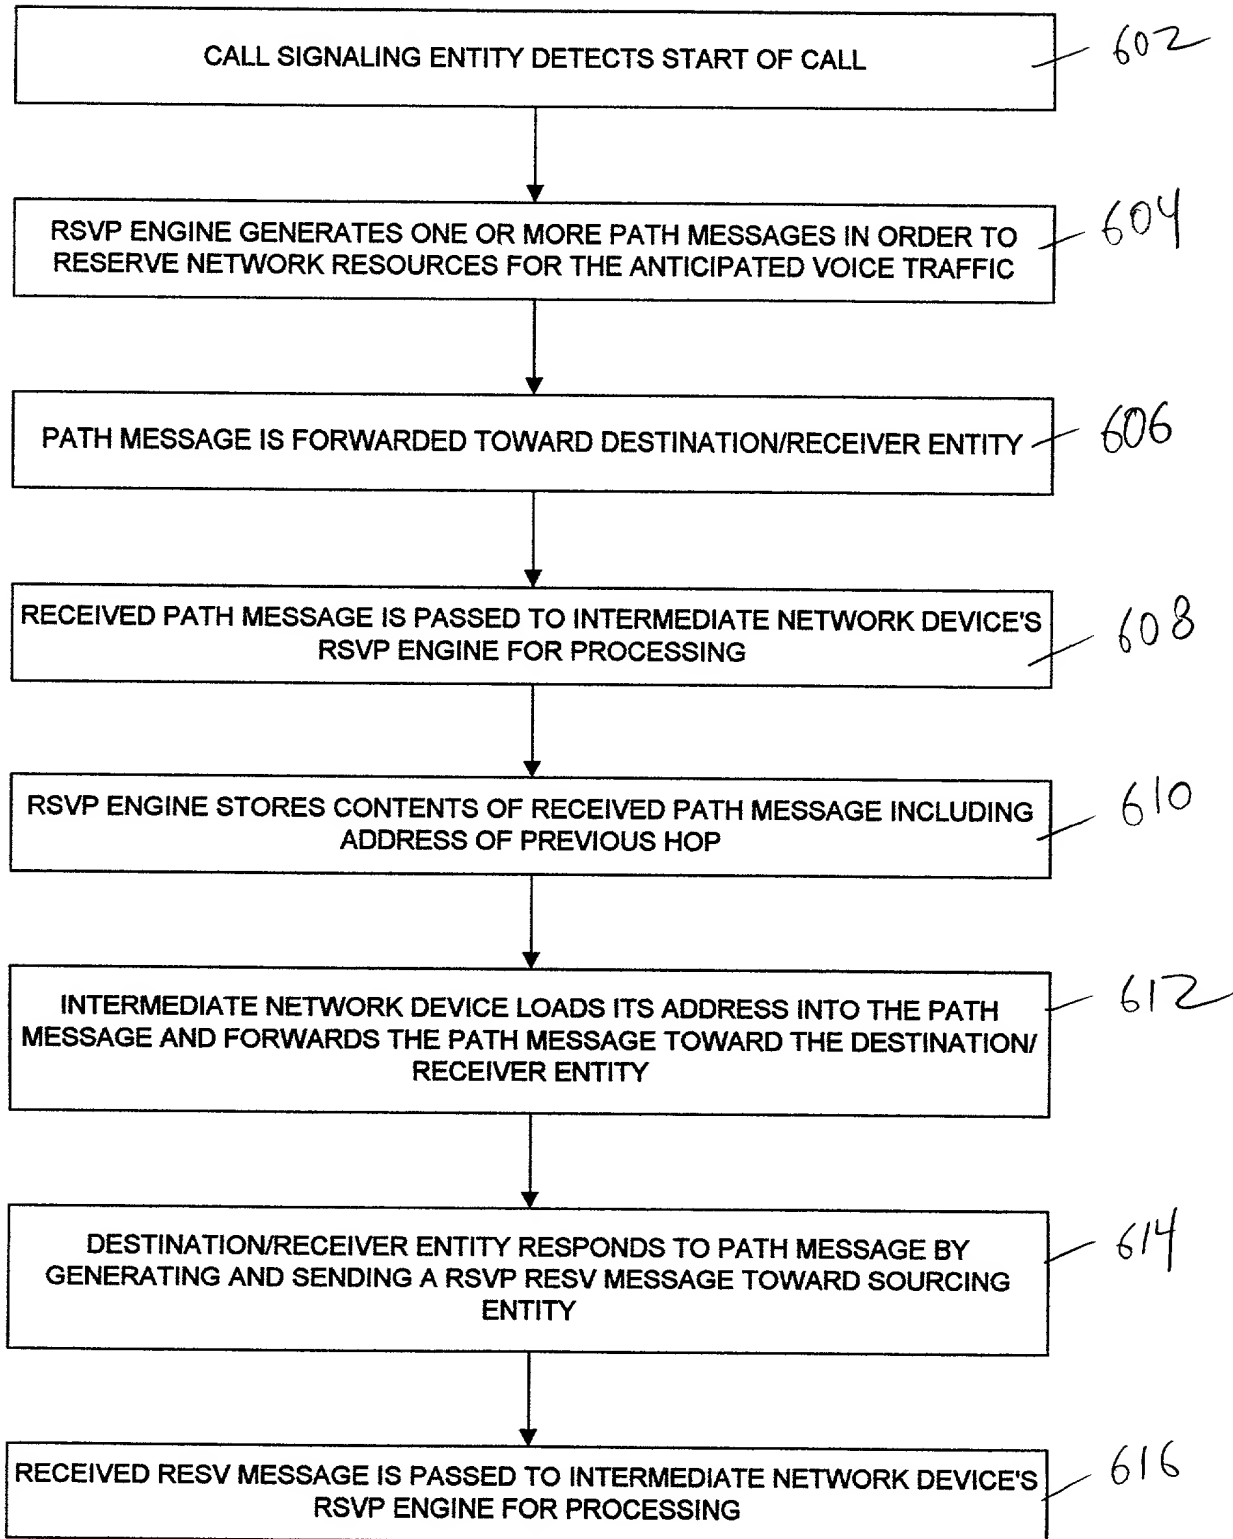 CALL SIGNALING ENTITY DETECTS START OF CALL
602
RSVP ENGINE GENERATES ONE OR MORE PATH MESSAGES IN ORDER TO
RESERVE NETWORK RESOURCES FOR THE ANTICIPATED VOICE TRAFFIC
604
PATH MESSAGE IS FORWARDED TOWARD DESTINATION/RECEIVER ENTITY
606
RECEIVED PATH MESSAGE IS PASSED TO INTERMEDIATE NETWORK DEVICE'S
RSVP ENGINE FOR PROCESSING
608
RSVP ENGINE STORES CONTENTS OF RECEIVED PATH MESSAGE INCLUDING
ADDRESS OF PREVIOUS HOP
610
INTERMEDIATE NETWORK DEVICE LOADS ITS ADDRESS INTO THE PATH
MESSAGE AND FORWARDS THE PATH MESSAGE TOWARD THE DESTINATION/
RECEIVER ENTITY
612
DESTINATION/RECEIVER ENTITY RESPONDS TO PATH MESSAGE BY
GENERATING AND SENDING A RSVP RESV MESSAGE TOWARD SOURCING
ENTITY
614
RECEIVED RESV MESSAGE IS PASSED TO INTERMEDIATE NETWORK DEVICE'S
RSVP ENGINE FOR PROCESSING
616